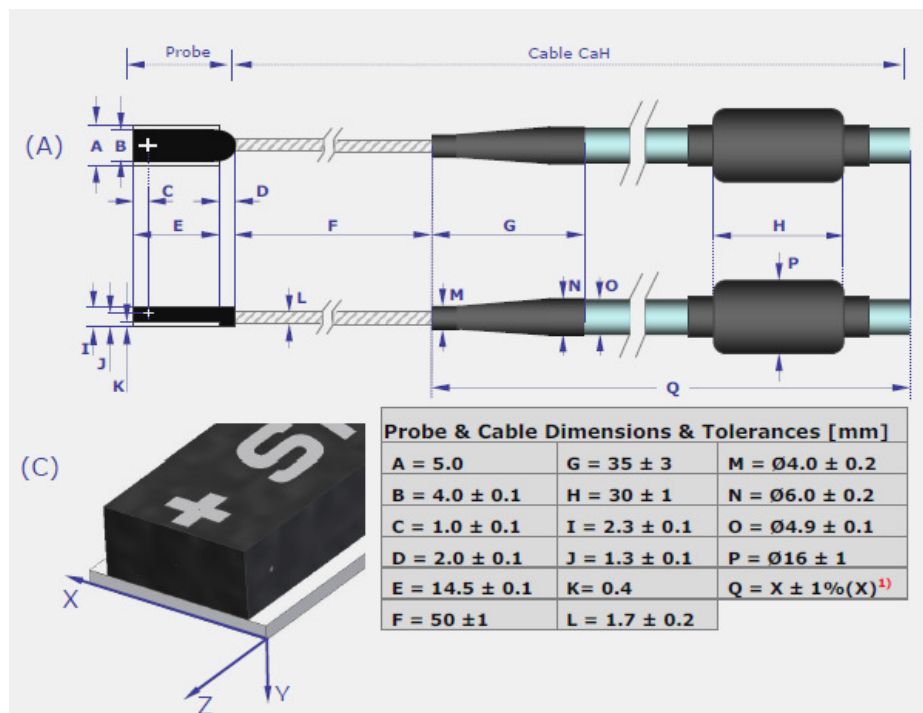 Probe
Cable CaH
(A)
A
B
C
D
E
F
G
H
P
I
J
K
L
M
N
O
Q
(C)
S
X
Z
Y
Probe & Cable Dimensions & Tolerances [mm]
A = 5.0 G = 35 ± 3 M = Ø4.0 ± 0.2
B = 4.0 ± 0.1 H = 30 ± 1 N = Ø6.0 ± 0.2
C = 1.0 ± 0.1 I = 2.3 ± 0.1 O = Ø4.9 ± 0.1
D = 2.0 ± 0.1 J = 1.3 ± 0.1 P = Ø16 ± 1
E = 14.5 ± 0.1 K= 0.4 Q = X ± 1%(X)¹⁾
F = 50 ±1 L = 1.7 ± 0.2